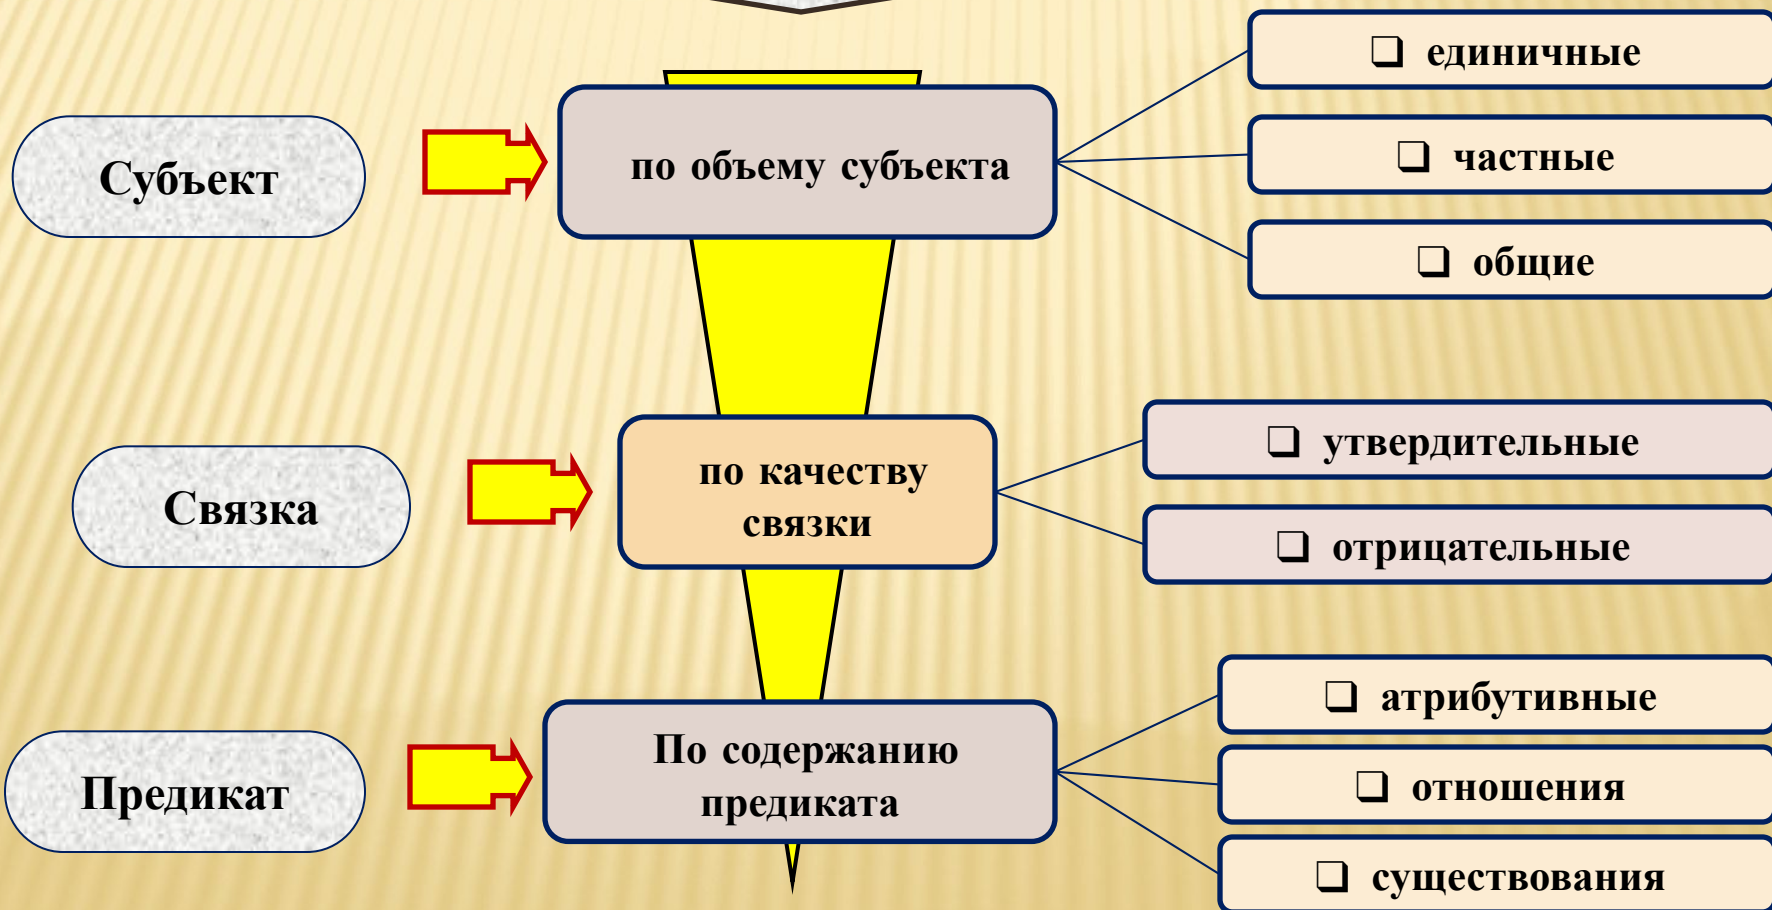 Субъект
по объему субъекта
❑ единичные
❑ частные
❑ общие
Связка
по качеству
связки
❑ утвердительные
❑ отрицательные
Предикат
По содержанию
предиката
❑ атрибутивные
❑ отношения
❑ существования